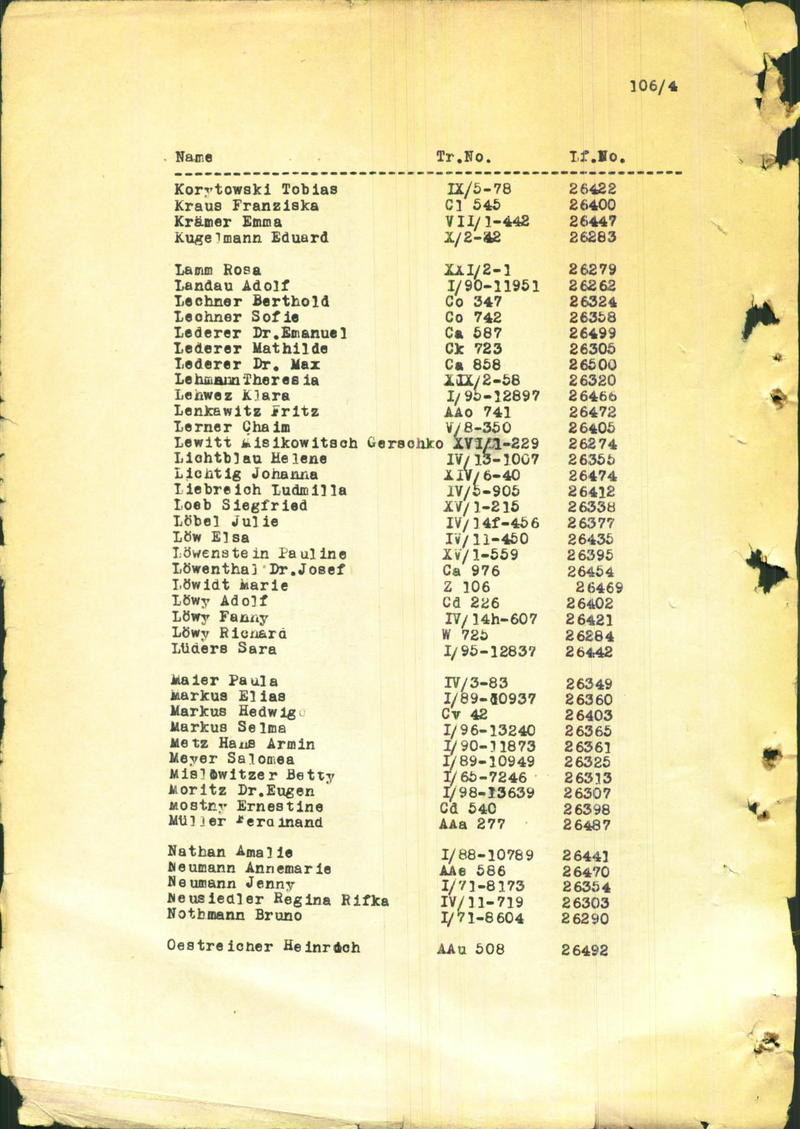 106/4
Name Tr.No. Lf.No.
Korytowski Tobias IX/5-78 26422
Kraus Franziska Cl 545 26400
Krämer Emma VII/1-442 26447
Kugelmann Eduard X/2-42 26283
Lamm Rosa XXI/2-1 26279
Landau Adolf I/90-11951 26262
Lechner Berthold Co 347 26324
Lechner Sofie Co 742 26358
Lederer Dr.Emanuel Ca 587 26499
Lederer Mathilde Ck 723 26305
Lederer Dr. Max Ca 858 26500
LehmannTheresia XIX/2-58 26320
Lehwez Klara I/95-12897 26466
Lenkawitz Fritz AAo 741 26472
Lerner Chaim V/8-350 26405
Lewitt Misikowitsch Gerschko XVI/1-229 26274
Lichtblau Helene IV/13-1007 26355
Lichtig Johanna XIV/6-40 26474
Liebreich Ludmilla IV/5-905 26412
Loeb Siegfried XV/1-215 26338
Löbel Julie IV/14f-456 26377
Löw Elsa IV/11-450 26435
Löwenstein Pauline XV/1-559 26395
Löwenthal Dr.Josef Ca 976 26454
Löwidt Marie Z 106 26469
Löwy Adolf Cd 226 26402
Löwy Fanny IV/14h-607 26421
Löwy Richard W 725 26284
Lüders Sara I/95-12837 26442
Maier Paula IV/3-83 26349
Markus Elias I/89-10937 26360
Markus Hedwig Cv 42 26403
Markus Selma I/96-13240 26365
Metz Hans Armin I/90-11873 26361
Meyer Salomea I/89-10949 26325
Mislowitzer Betty I/65-7246 26313
Moritz Dr.Eugen I/98-13639 26307
Mostny Ernestine Cd 540 26398
Müller Ferdinand AAa 277 26487
Nathan Amalie I/88-10789 26441
Neumann Annemarie AAe 586 26470
Neumann Jenny I/71-8173 26354
Neusiedler Regina Rifka IV/11-719 26303
Nothmann Bruno I/71-8604 26290
Oestreicher Heinrich AAu 508 26492